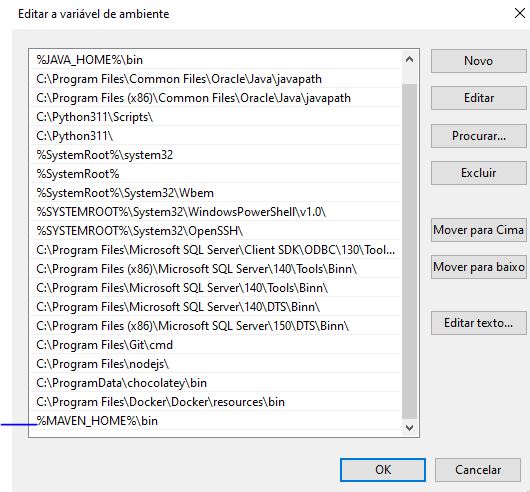 Editar a variável de ambiente
%JAVA_HOME%\bin
C:\Program Files\Common Files\Oracle\Java\javapath
C:\Program Files (x86)\Common Files\Oracle\Java\javapath
C:\Python311\Scripts\
C:\Python311\
%SystemRoot%\system32
%SystemRoot%
%SystemRoot%\System32\Wbem
%SYSTEMROOT%\System32\WindowsPowerShell\v1.0\
%SYSTEMROOT%\System32\OpenSSH\
C:\Program Files\Microsoft SQL Server\Client SDK\ODBC\130\Tool...
C:\Program Files (x86)\Microsoft SQL Server\140\Tools\Binn\
C:\Program Files\Microsoft SQL Server\140\Tools\Binn\
C:\Program Files\Microsoft SQL Server\140\DTS\Binn\
C:\Program Files (x86)\Microsoft SQL Server\150\DTS\Binn\
C:\Program Files\Git\cmd
C:\Program Files\nodejs\
C:\ProgramData\chocolatey\bin
C:\Program Files\Docker\Docker\resources\bin
%MAVEN_HOME%\bin
Novo
Editar
Procurar...
Excluir
Mover para Cima
Mover para baixo
Editar texto...
OK
Cancelar